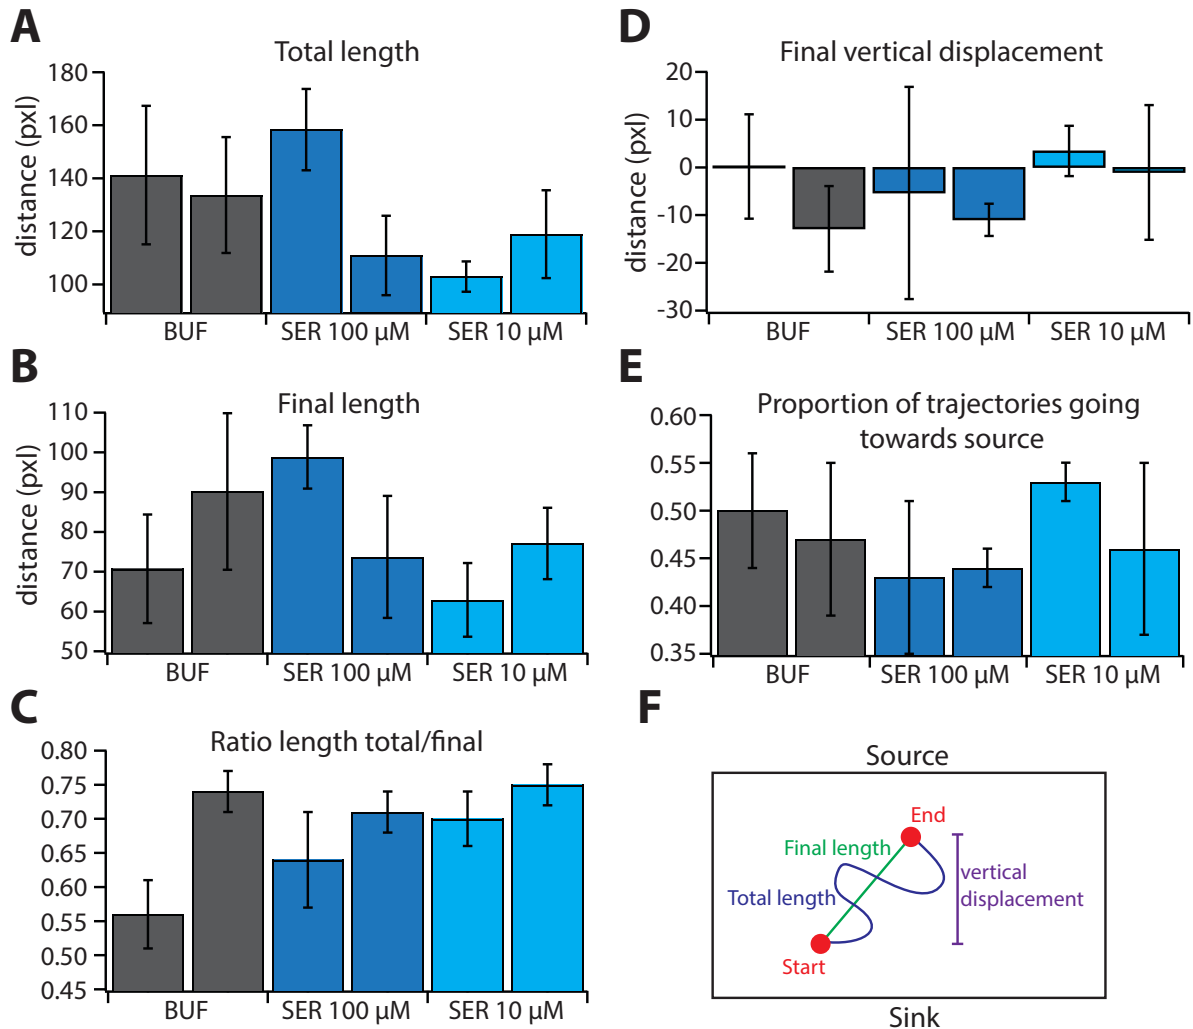 A
Total length
distance (pxl)
180
160
140
120
100
BUF
SER 100 µM
SER 10 µM
B
Final length
distance (pxl)
110
100
90
80
70
60
50
BUF
SER 100 µM
SER 10 µM
C
Ratio length total/final
0.80
0.75
0.70
0.65
0.60
0.55
0.50
0.45
BUF
SER 100 µM
SER 10 µM
D
Final vertical displacement
distance (pxl)
20
10
0
-10
-20
-30
BUF
SER 100 µM
SER 10 µM
E
Proportion of trajectories going
towards source
0.60
0.55
0.50
0.45
0.40
0.35
BUF
SER 100 µM
SER 10 µM
F
Source
End
Final length
vertical
displacement
Total length
Start
Sink